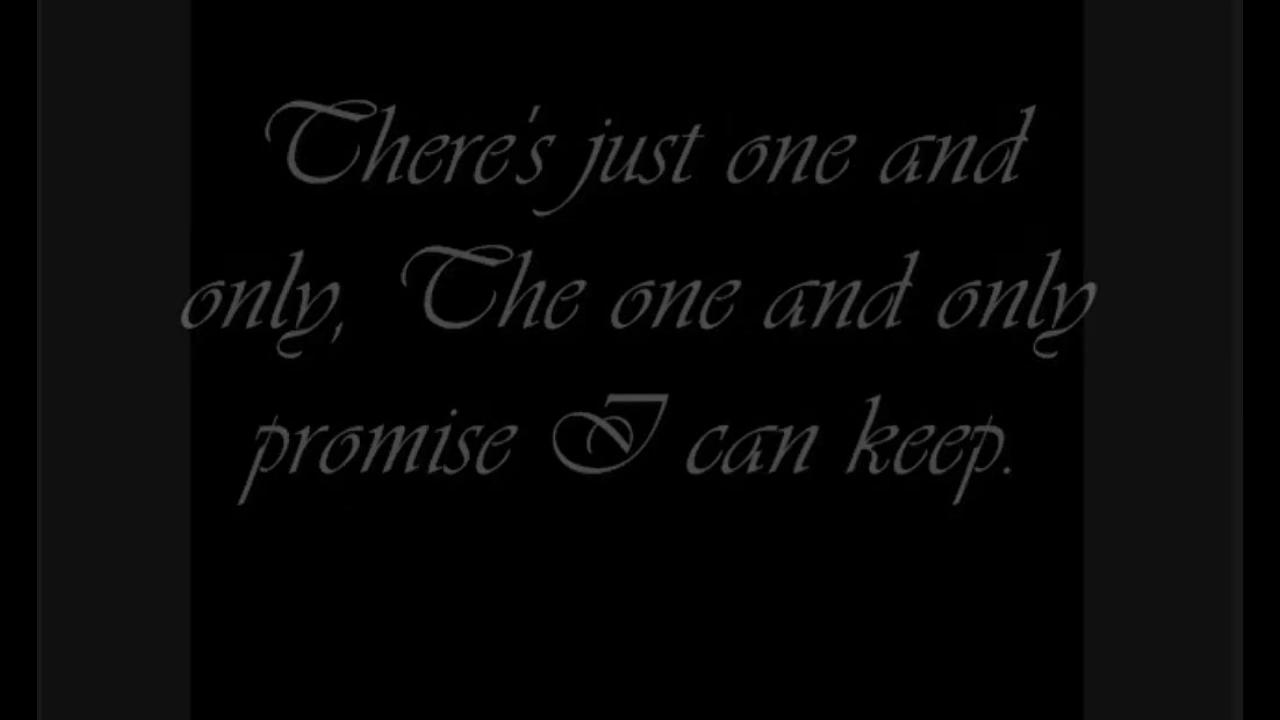 There's just one and
only, The one and only
promise I can keep.